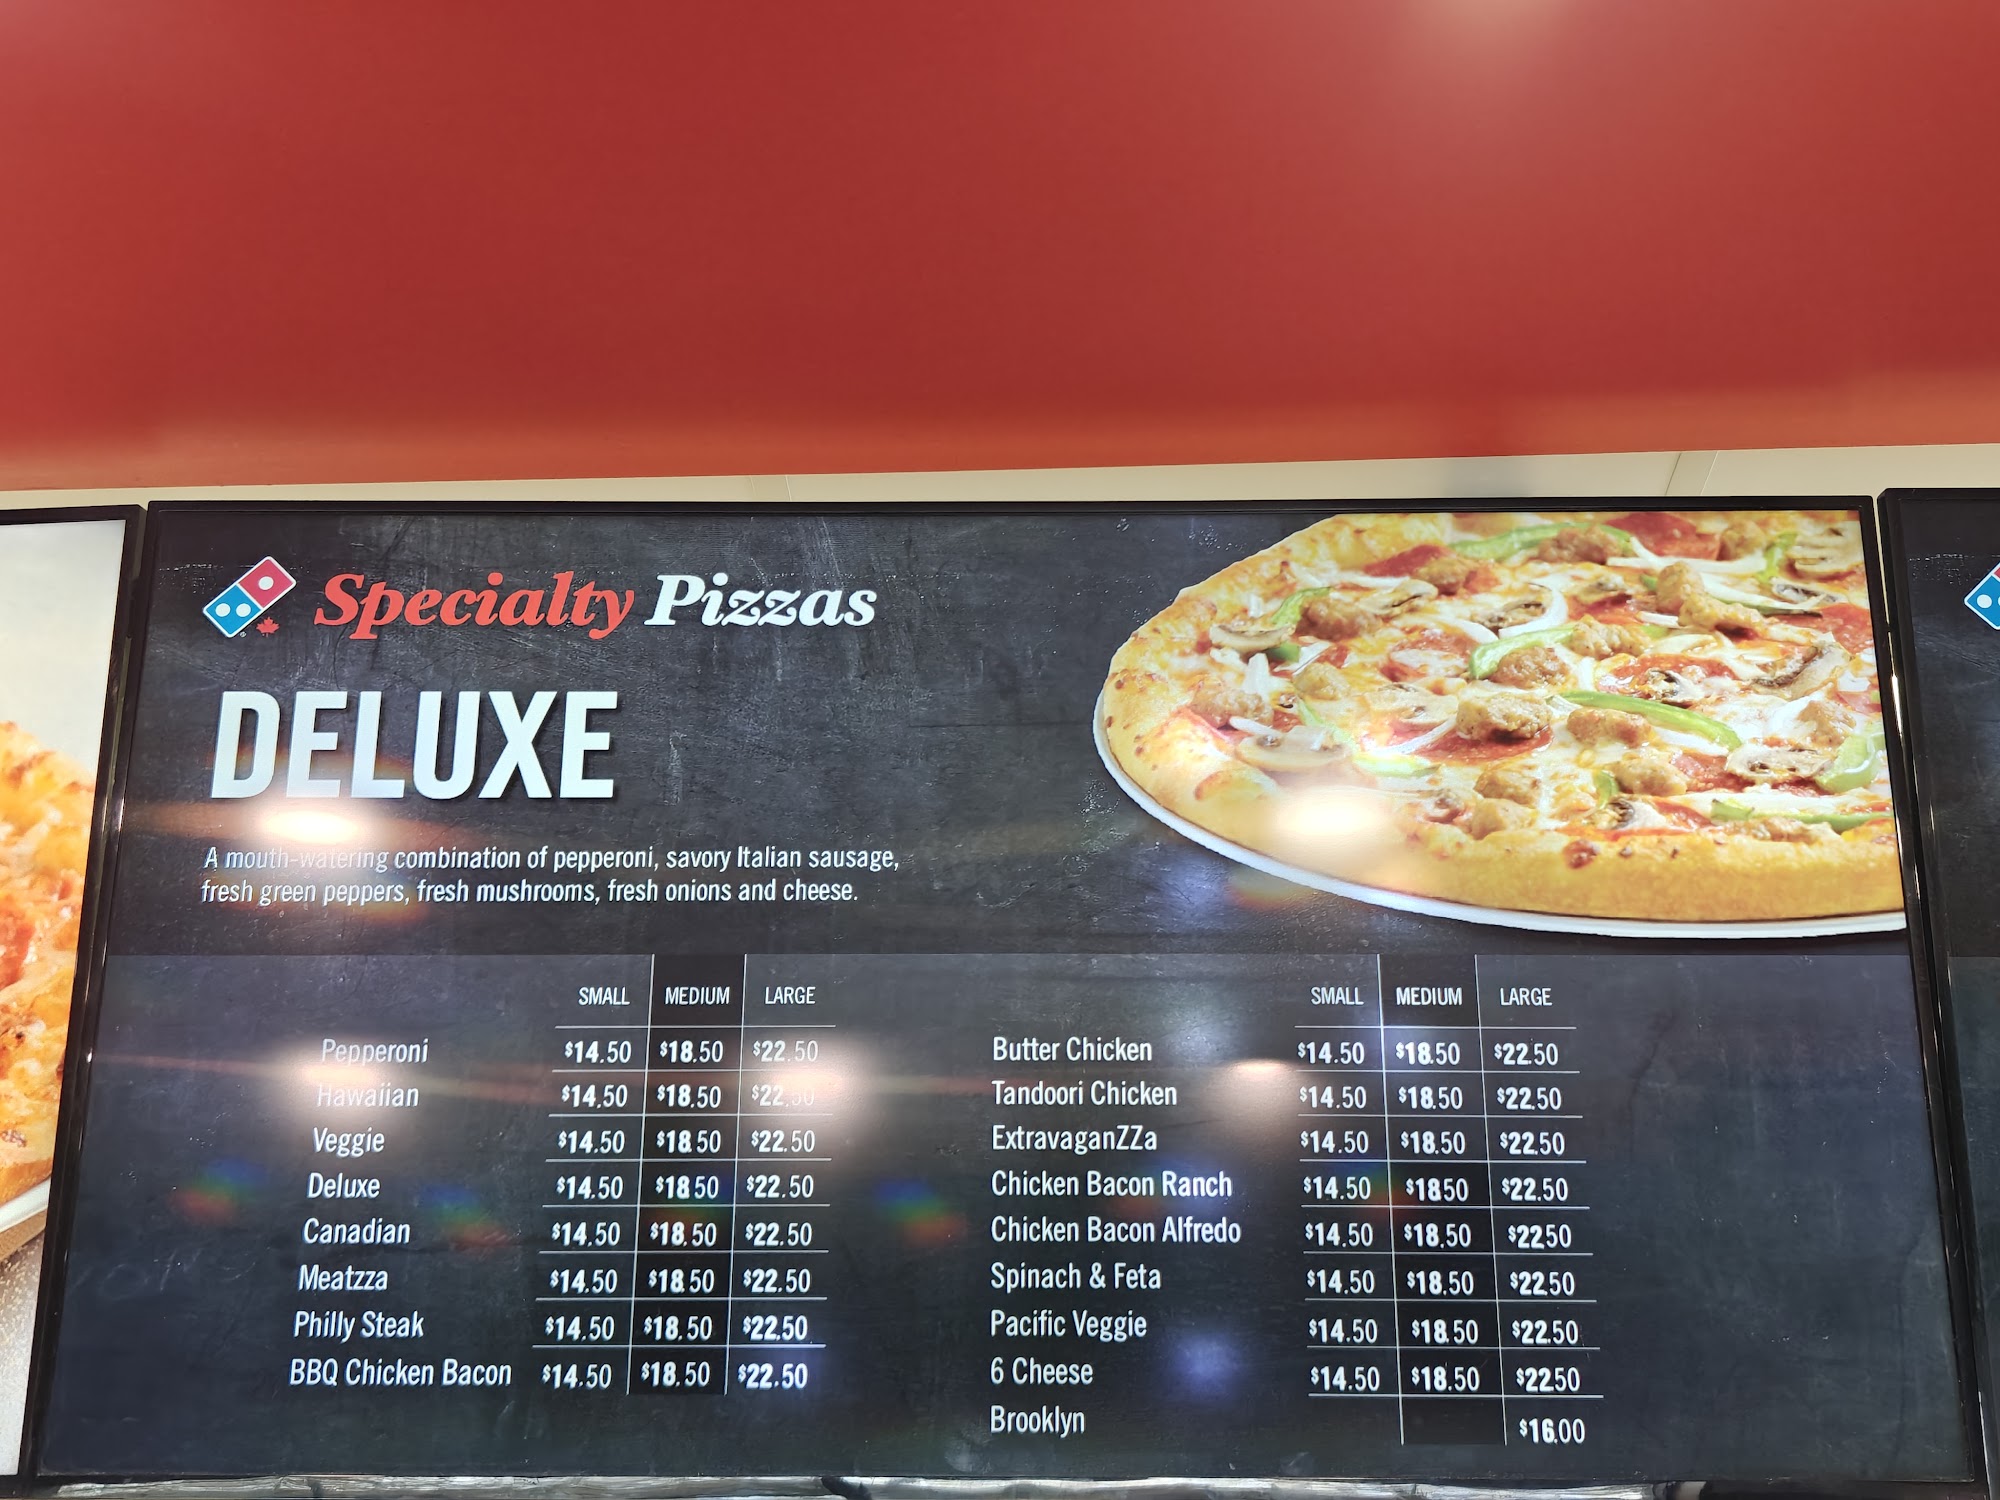 Specialty Pizzas
DELUXE
A mouth-watering combination of pepperoni, savory Italian sausage,
fresh green peppers, fresh mushrooms, fresh onions and cheese.
SMALL MEDIUM LARGE
Pepperoni $14.50 $18.50 $22.50
Hawaiian $14.50 $18.50 $22.50
Veggie $14.50 $18.50 $22.50
Deluxe $14.50 $18.50 $22.50
Canadian $14.50 $18.50 $22.50
Meatzza $14.50 $18.50 $22.50
Philly Steak $14.50 $18.50 $22.50
BBQ Chicken Bacon $14.50 $18.50 $22.50
SMALL MEDIUM LARGE
Butter Chicken $14.50 $18.50 $22.50
Tandoori Chicken $14.50 $18.50 $22.50
ExtravaganZZa $14.50 $18.50 $22.50
Chicken Bacon Ranch $14.50 $18.50 $22.50
Chicken Bacon Alfredo $14.50 $18.50 $22.50
Spinach & Feta $14.50 $18.50 $22.50
Pacific Veggie $14.50 $18.50 $22.50
6 Cheese $14.50 $18.50 $22.50
Brooklyn $16.00